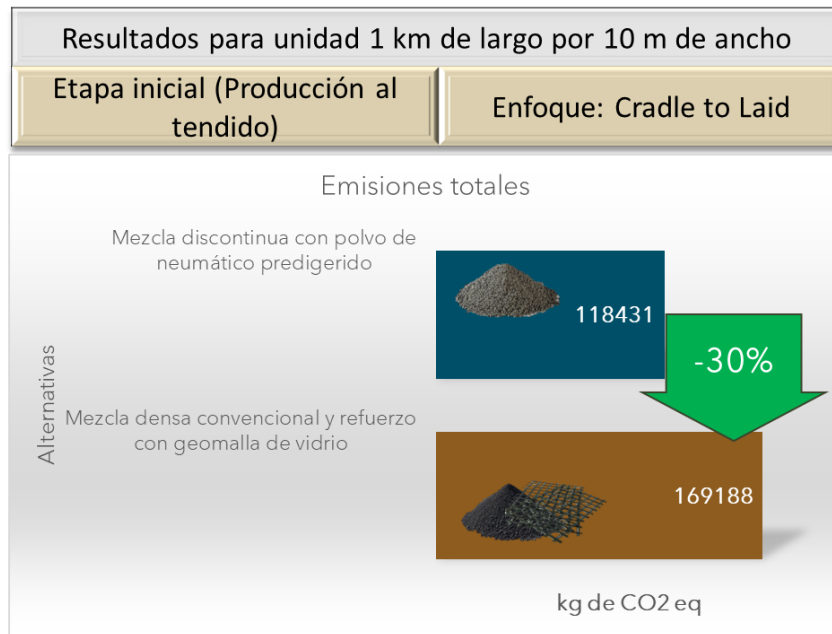 Resultados para unidad 1 km de largo por 10 m de ancho
Etapa inicial (Producción al
tendido)
Enfoque: Cradle to Laid
Emisiones totales
Mezcla discontinua con polvo de
neumático predigerido
118431
-30%
Alternativas
Mezcla densa convencional y refuerzo
con geomalla de vidrio
169188
kg de CO2 eq